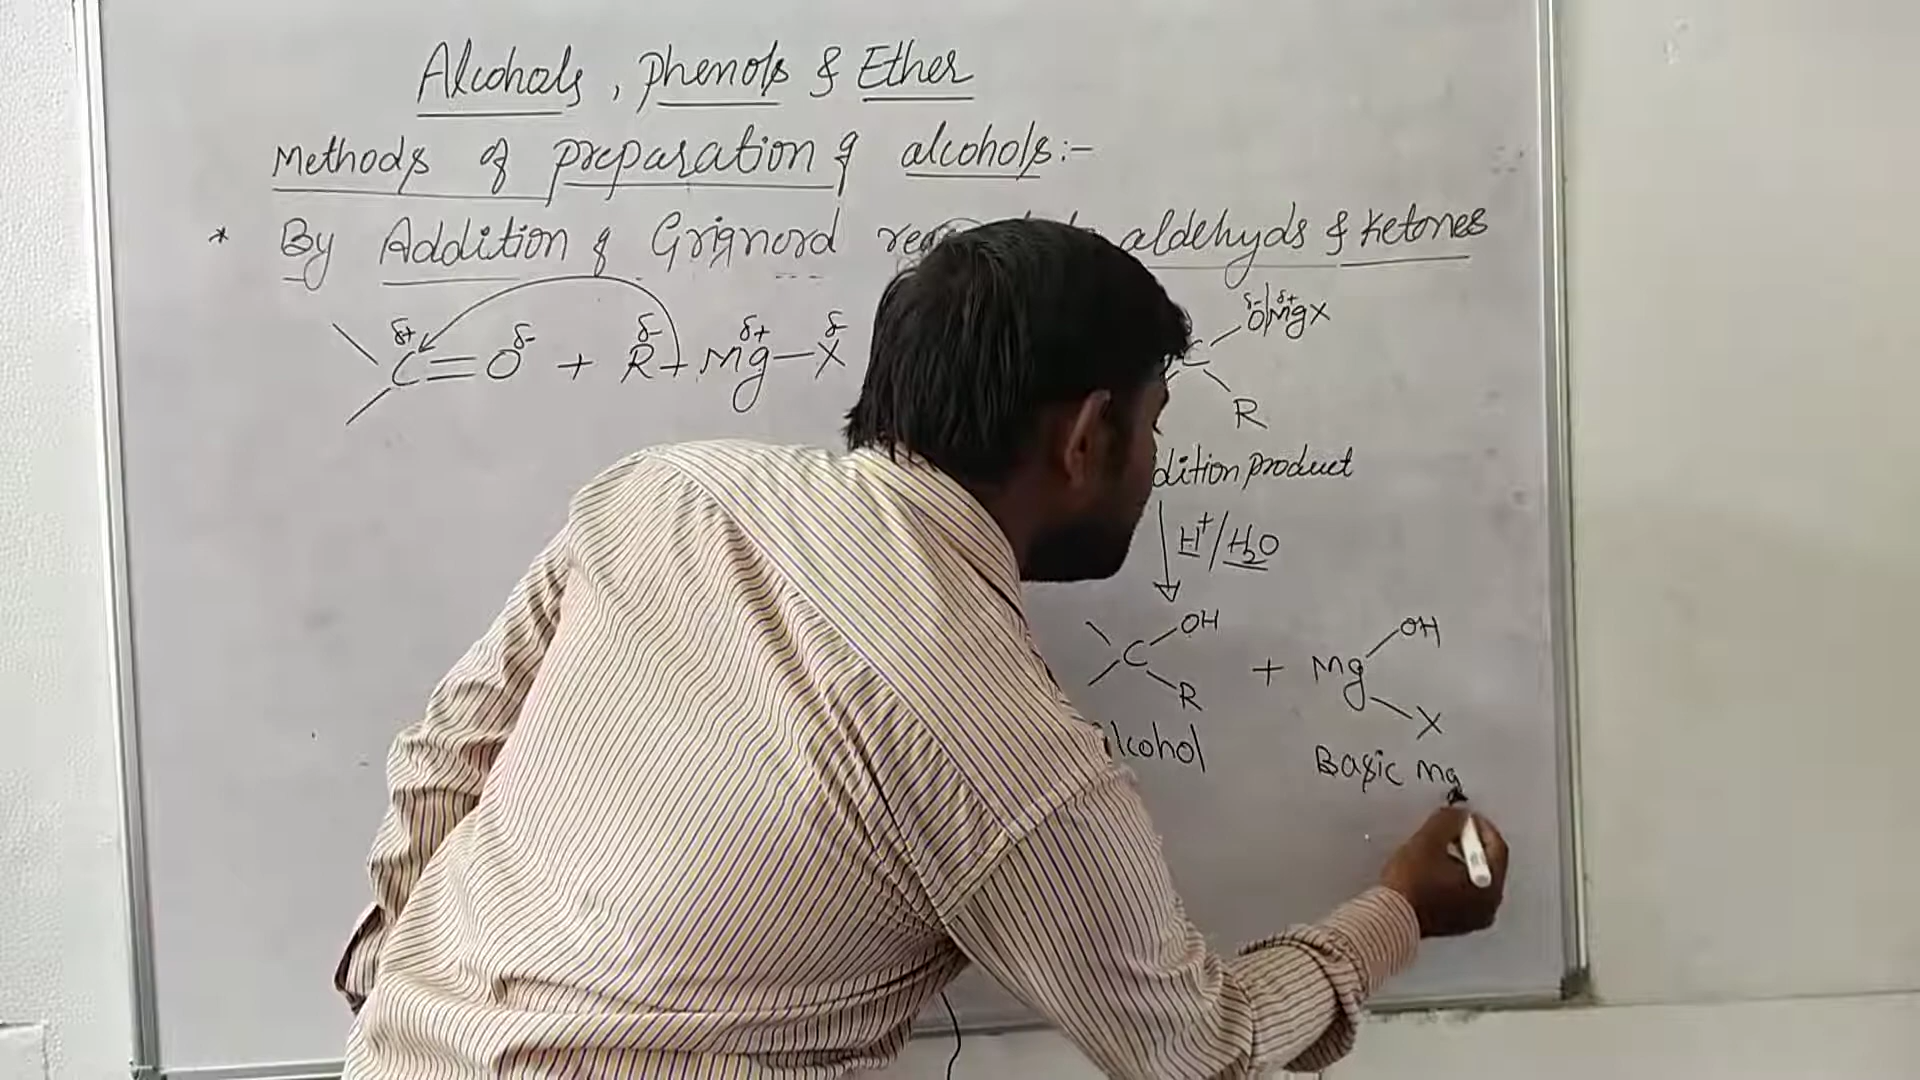 Alcohols, phenols & Ether
Methods of preparation of alcohols:-
* By Addition of Grignord aldehyds & Ketones
δ+ δ- δ- δ+ δ-
C=O + R-Mg-X
δ- δ+
O|MgX
C
R
dition product
H+/H2O
OH
C
R
+ Mg
OH
X
lcohol
Basic Mg